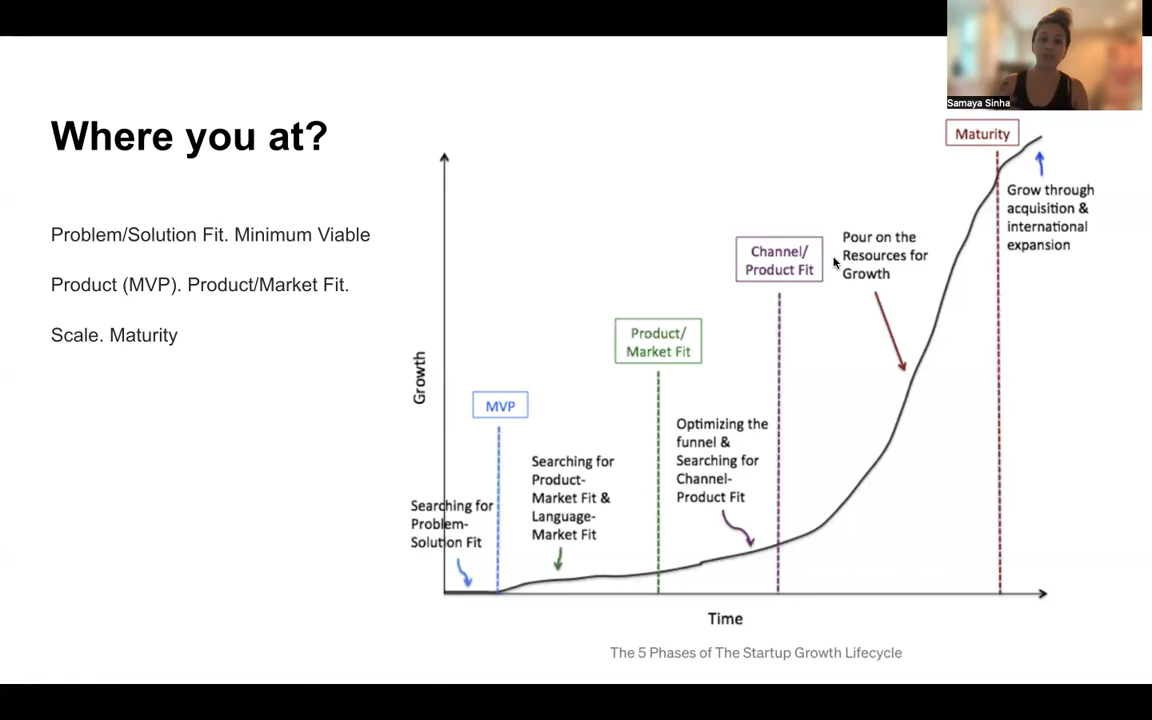 Samaya Sinha
Where you at?
Problem/Solution Fit. Minimum Viable
Product (MVP). Product/Market Fit.
Scale. Maturity
Growth
Searching for
Problem-
Solution Fit
MVP
Searching for
Product-
Market Fit &
Language-
Market Fit
Product/
Market Fit
Optimizing the
funnel &
Searching for
Channel-
Product Fit
Channel/
Product Fit
Pour on the
Resources for
Growth
Maturity
Grow through
acquisition &
international
expansion
Time
The 5 Phases of The Startup Growth Lifecycle